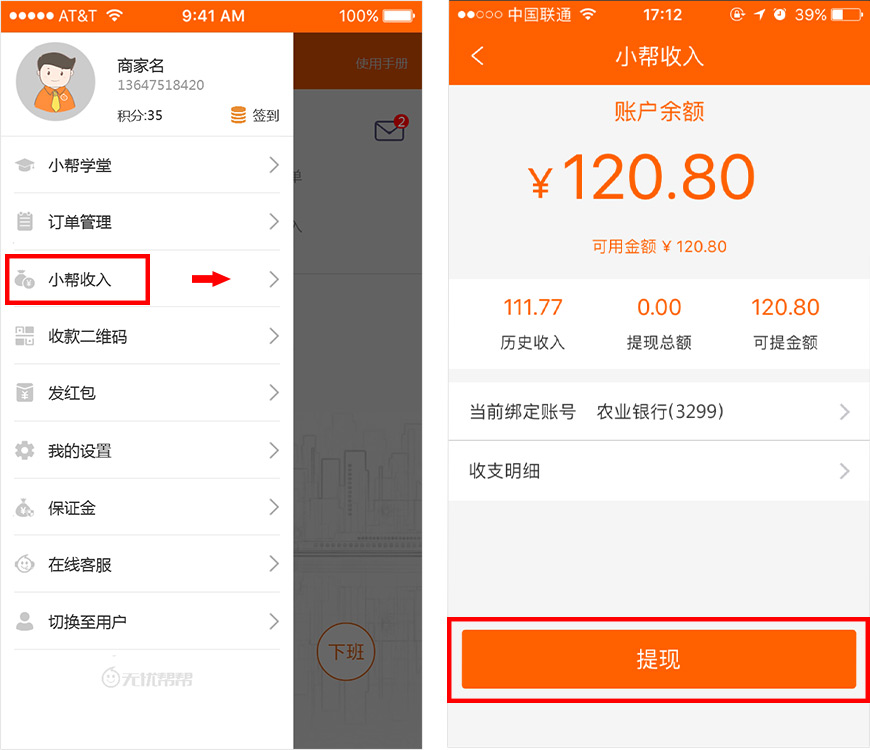 AT&T 9:41 AM 100%
商家名
13647518420
积分:35
签到
使用手册
2
单
小帮学堂
订单管理
小帮收入
收款二维码
发红包
我的设置
保证金
在线客服
切换至用户
无忧帮帮
下班
中国联通 17:12 39%
小帮收入
账户余额
¥120.80
可用金额 ¥ 120.80
111.77 0.00 120.80
历史收入 提现总额 可提金额
当前绑定账号 农业银行(3299)
收支明细
提现